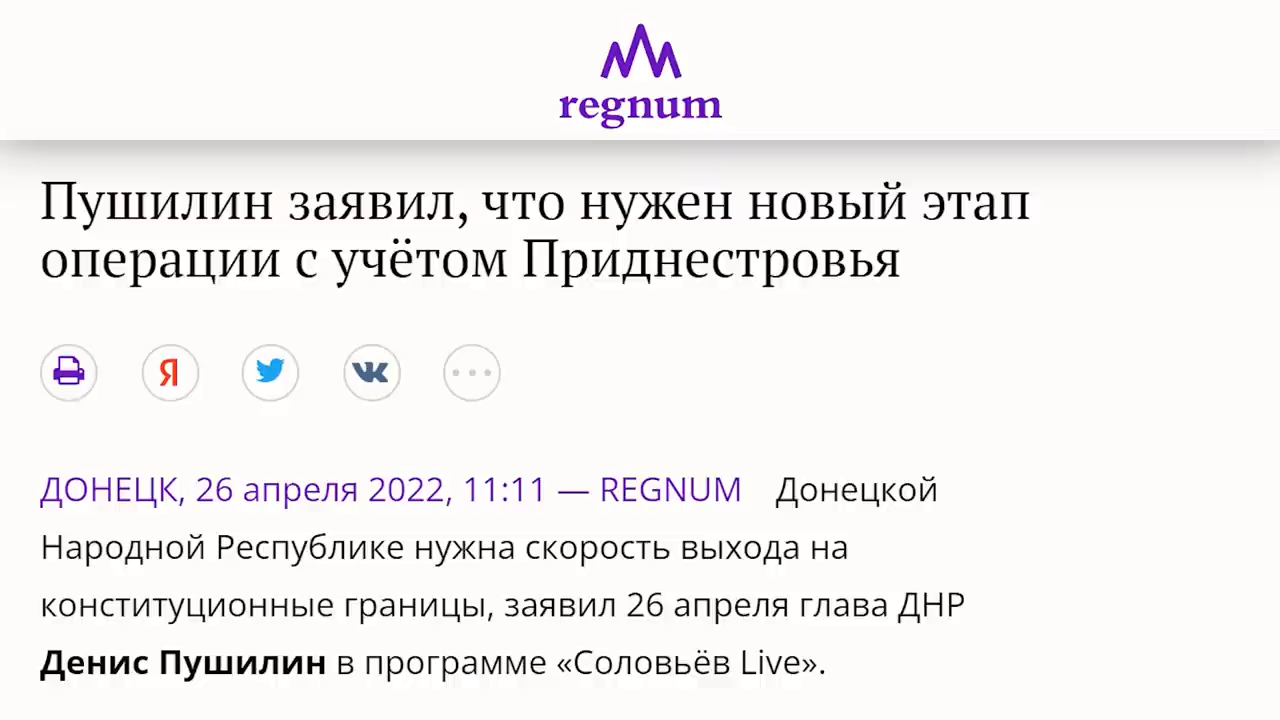 regnum
Пушилин заявил, что нужен новый этап
операции с учётом Приднестровья
Я
ДОНЕЦК, 26 апреля 2022, 11:11 — REGNUM Донецкой
Народной Республике нужна скорость выхода на
конституционные границы, заявил 26 апреля глава ДНР
Денис Пушилин в программе «Соловьёв Live».